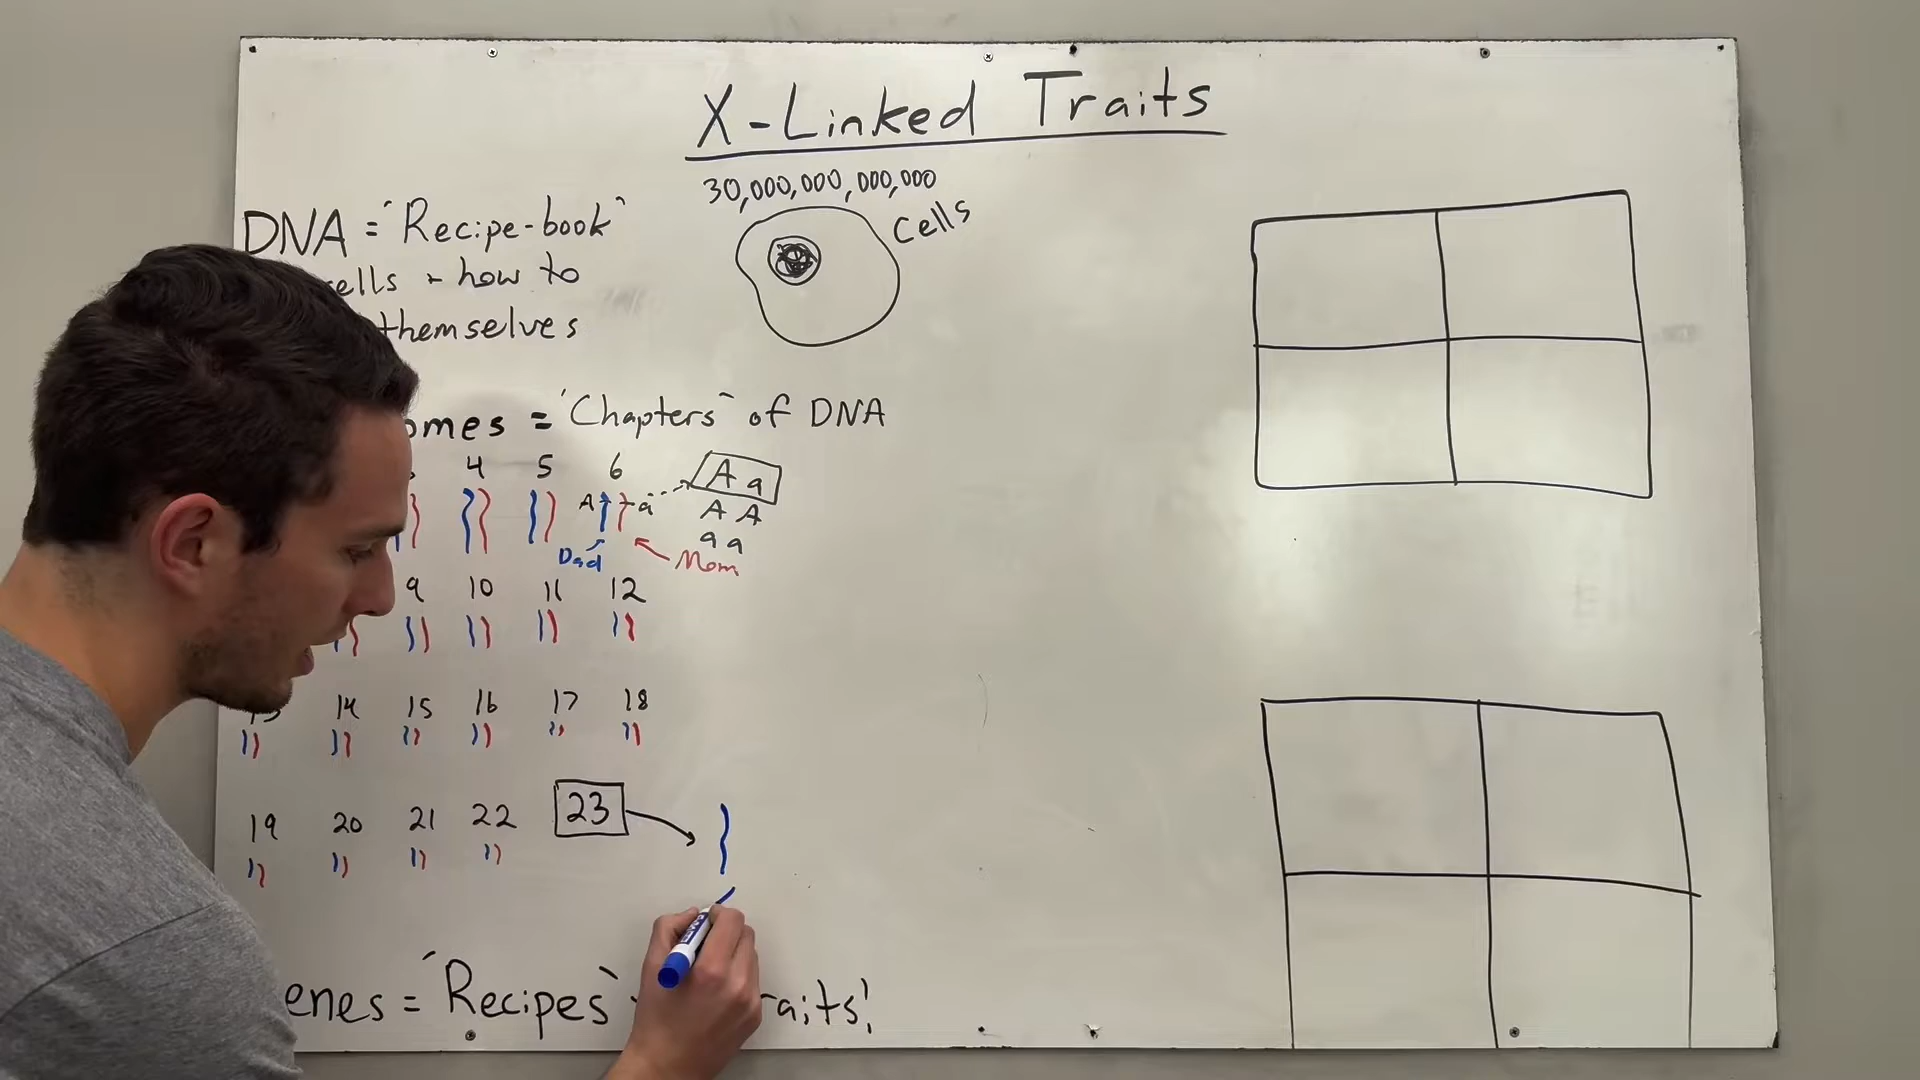 X-Linked Traits
30,000,000,000,000
cells
DNA = "Recipe-book"
cells - how to
themselves
omes = "Chapters" of DNA
4 5 6
A a
A a
A A
a a
Dad Mom
9 10 11 12
14 15 16 17 18
19 20 21 22 23
enes = "Recipes" raits!